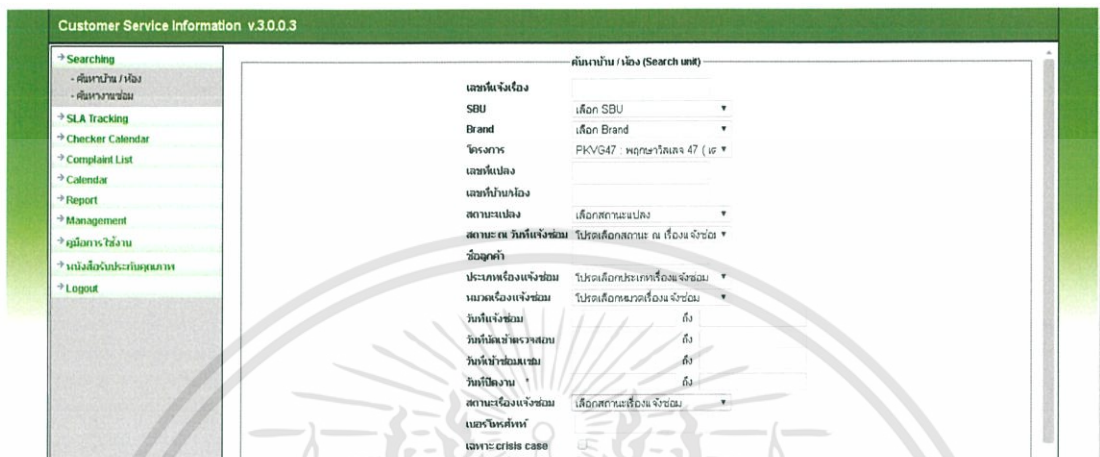 Customer Service Information v.3.0.0.3
Searching
- ค้นหาบ้าน / ห้อง
- ค้นหางานซ่อม
SLA Tracking
Checker Calendar
Complaint List
Calendar
Report
Management
คู่มือการใช้งาน
หนังสือรับประกันคุณภาพ
Logout
ค้นหาบ้าน / ห้อง (Search unit)
เลขที่แจ้งเรื่อง
SBU เลือก SBU
Brand เลือก Brand
โครงการ PKVG47 : พฤกษาวิลเลจ 47 (
เลขที่แปลง
เลขที่บ้าน/ห้อง
สถานะแปลง เลือกสถานะแปลง
สถานะ ณ วันที่แจ้งซ่อม โปรดเลือกสถานะ ณ เรื่องแจ้งซ่อ
ชื่อลูกค้า
ประเภทเรื่องแจ้งซ่อม โปรดเลือกประเภทเรื่องแจ้งซ่อม
หมวดเรื่องแจ้งซ่อม โปรดเลือกหมวดเรื่องแจ้งซ่อม
วันที่แจ้งซ่อม ถึง
วันที่นัดเข้าตรวจสอบ ถึง
วันที่เข้าซ่อมแซม ถึง
วันที่ปิดงาน * ถึง
สถานะเรื่องแจ้งซ่อม เลือกสถานะเรื่องแจ้งซ่อม
เบอร์โทรศัพท์
เฉพาะ crisis case